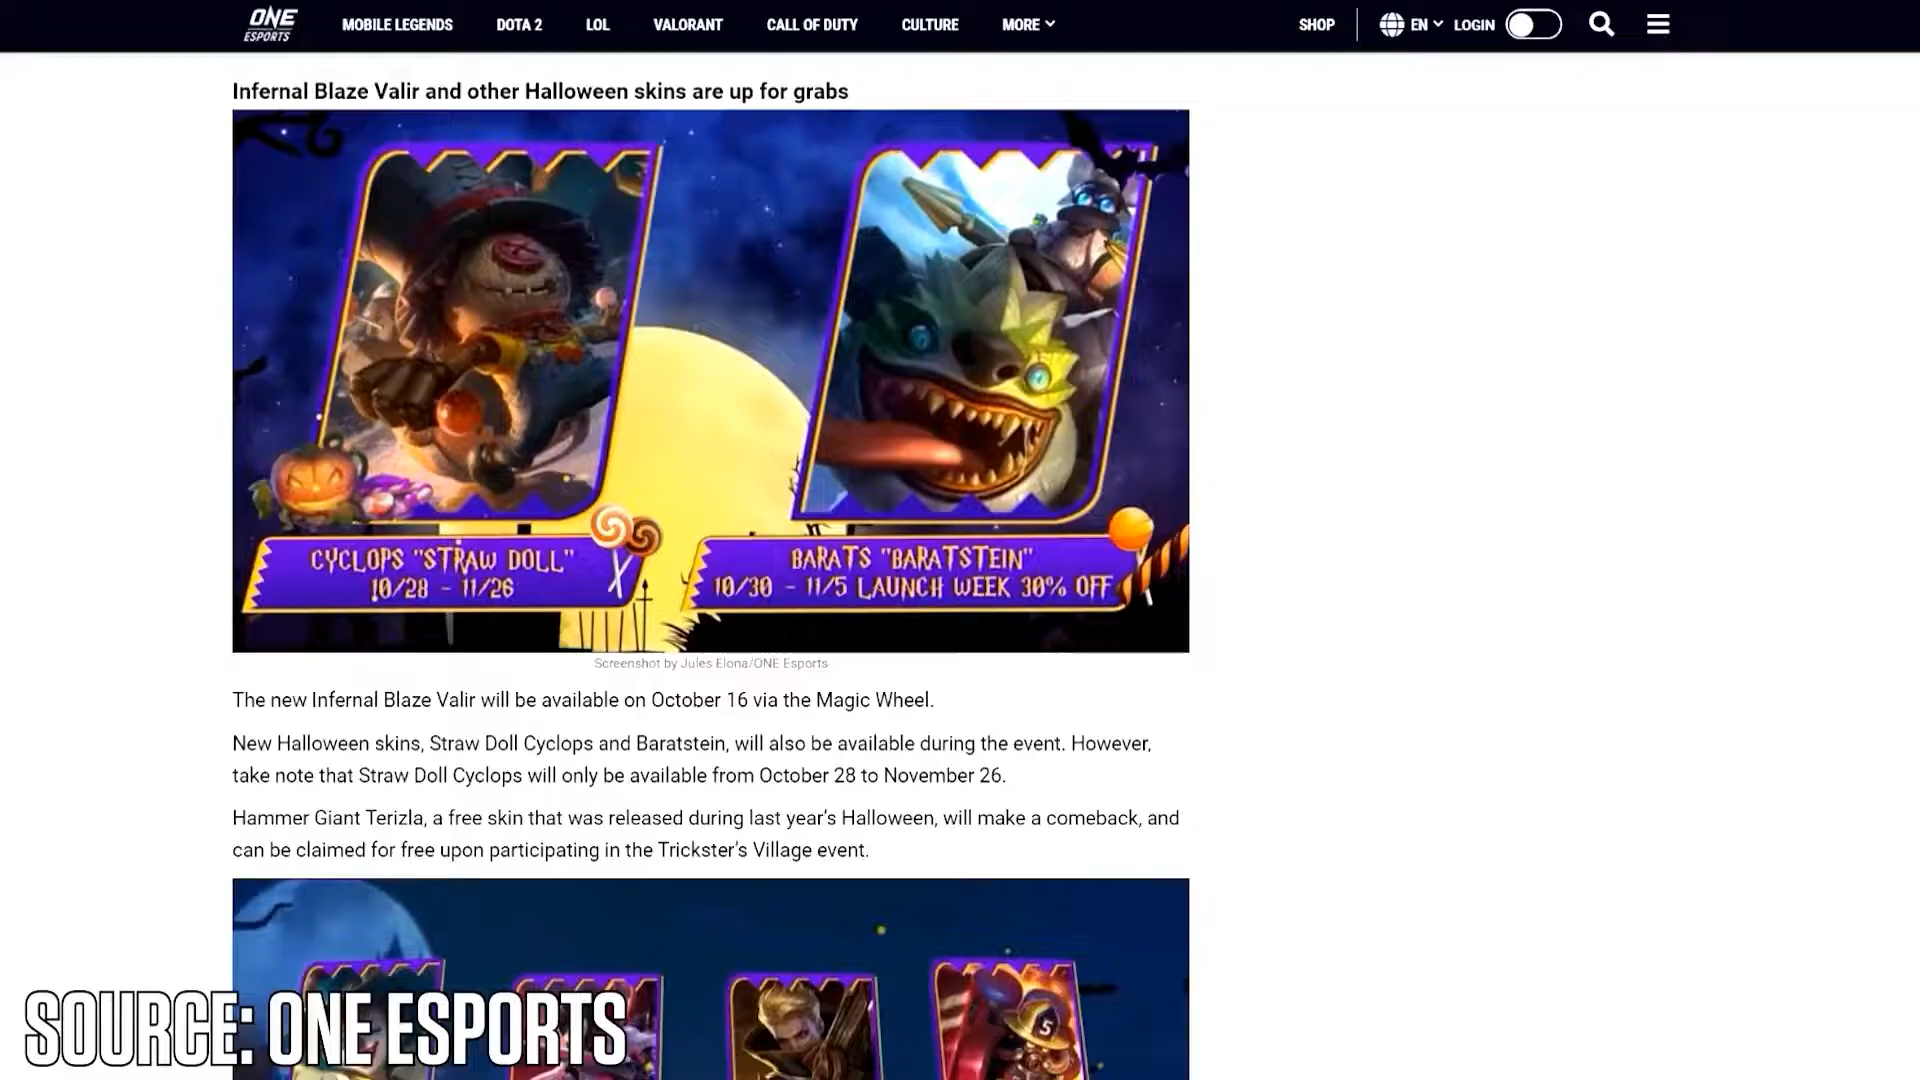 ONE
ESPORTS
MOBILE LEGENDS
DOTA 2
LOL
VALORANT
CALL OF DUTY
CULTURE
MORE
SHOP
EN
LOGIN
Infernal Blaze Valir and other Halloween skins are up for grabs
CYCLOPS "STRAW DOLL"
10/28 - 11/26
BARATS "BARATSTEIN"
10/30 - 11/5 LAUNCH WEEK 30% OFF
Screenshot by Jules Elona/ONE Esports
The new Infernal Blaze Valir will be available on October 16 via the Magic Wheel.
New Halloween skins, Straw Doll Cyclops and Baratstein, will also be available during the event. However,
take note that Straw Doll Cyclops will only be available from October 28 to November 26.
Hammer Giant Terizla, a free skin that was released during last year's Halloween, will make a comeback, and
can be claimed for free upon participating in the Trickster's Village event.
5
SOURCE: ONE ESPORTS